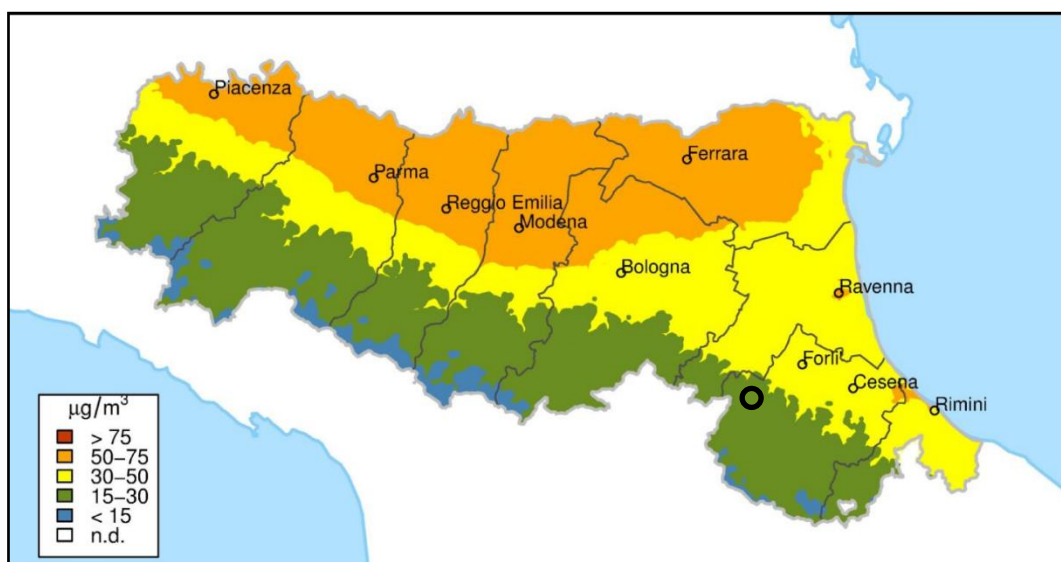 Piacenza
Parma
Reggio Emilia
Modena
Ferrara
Bologna
Ravenna
Forlì
Cesena
Rimini
μg/m³
> 75
50–75
30–50
15–30
< 15
n.d.